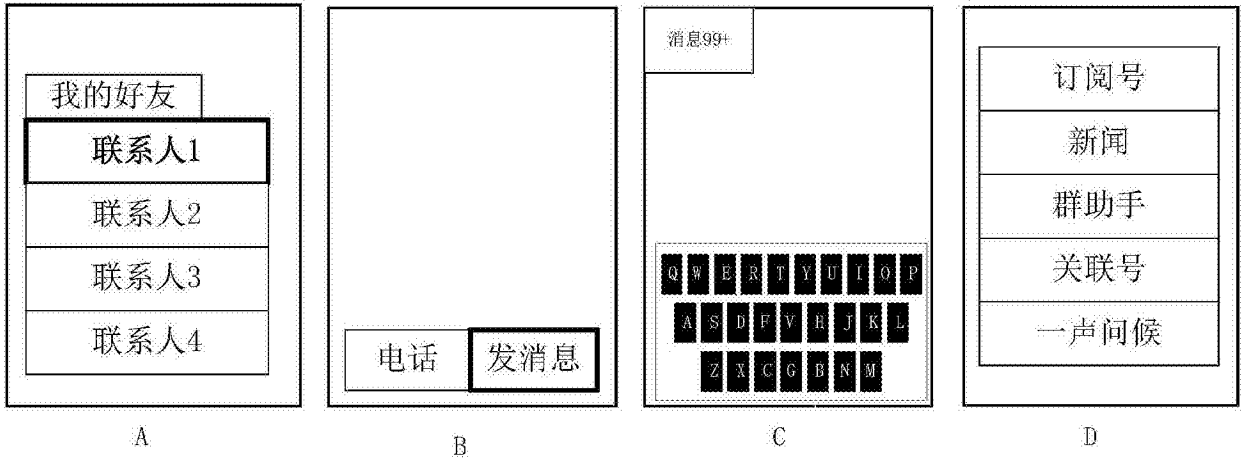 我的好友
联系人1
联系人2
联系人3
联系人4
A
电话 发消息
B
消息99+
Q W E R T Y U I O P
A S D F V H J K L
Z X C G B N M
C
订阅号
新闻
群助手
关联号
一声问候
D